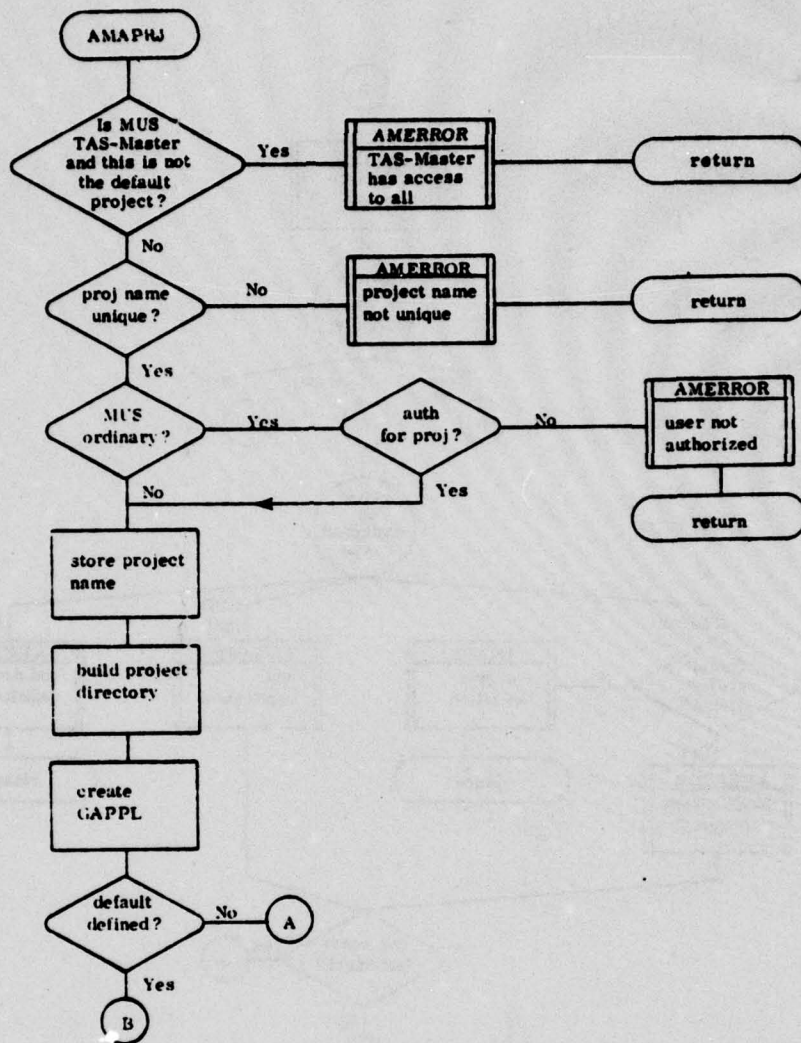 AMAPRJ
Is MUS
TAS-Master
and this is not
the default
project?
Yes
AMERROR
TAS-Master
has access
to all
return
No
proj name
unique?
No
AMERROR
project name
not unique
return
Yes
MUS
ordinary?
Yes
auth
for proj?
No
AMERROR
user not
authorized
return
No
Yes
store project
name
build project
directory
create
GAPPL
default
defined?
No
A
Yes
B